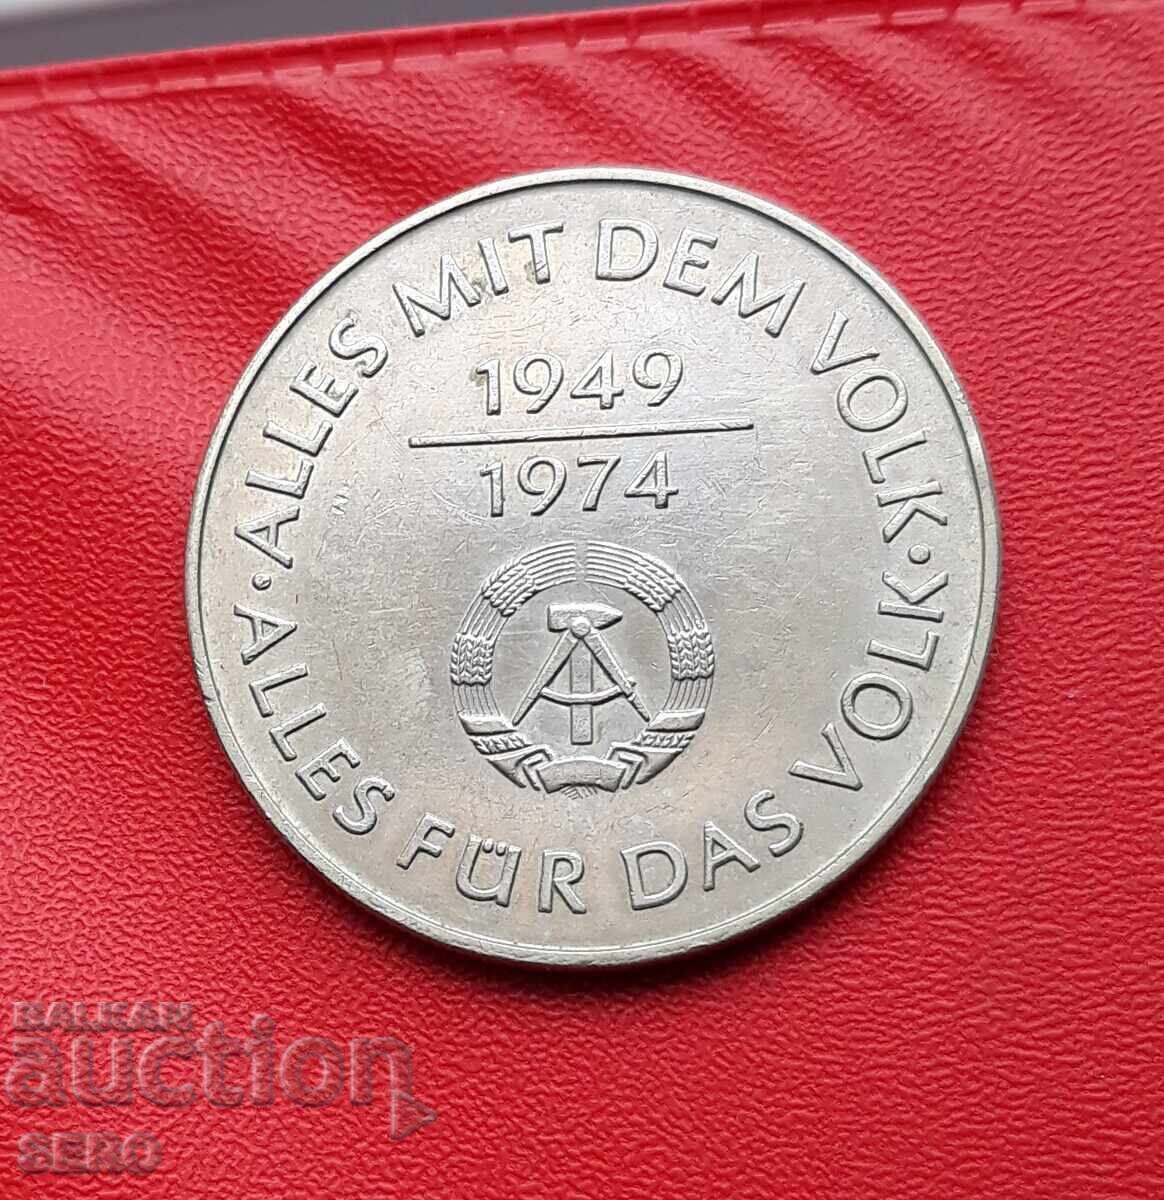 ALLES MIT DEM VOLK ·
1949
1974
ALLES FÜR DAS VOLK ·
BALKAN
auction
SERO